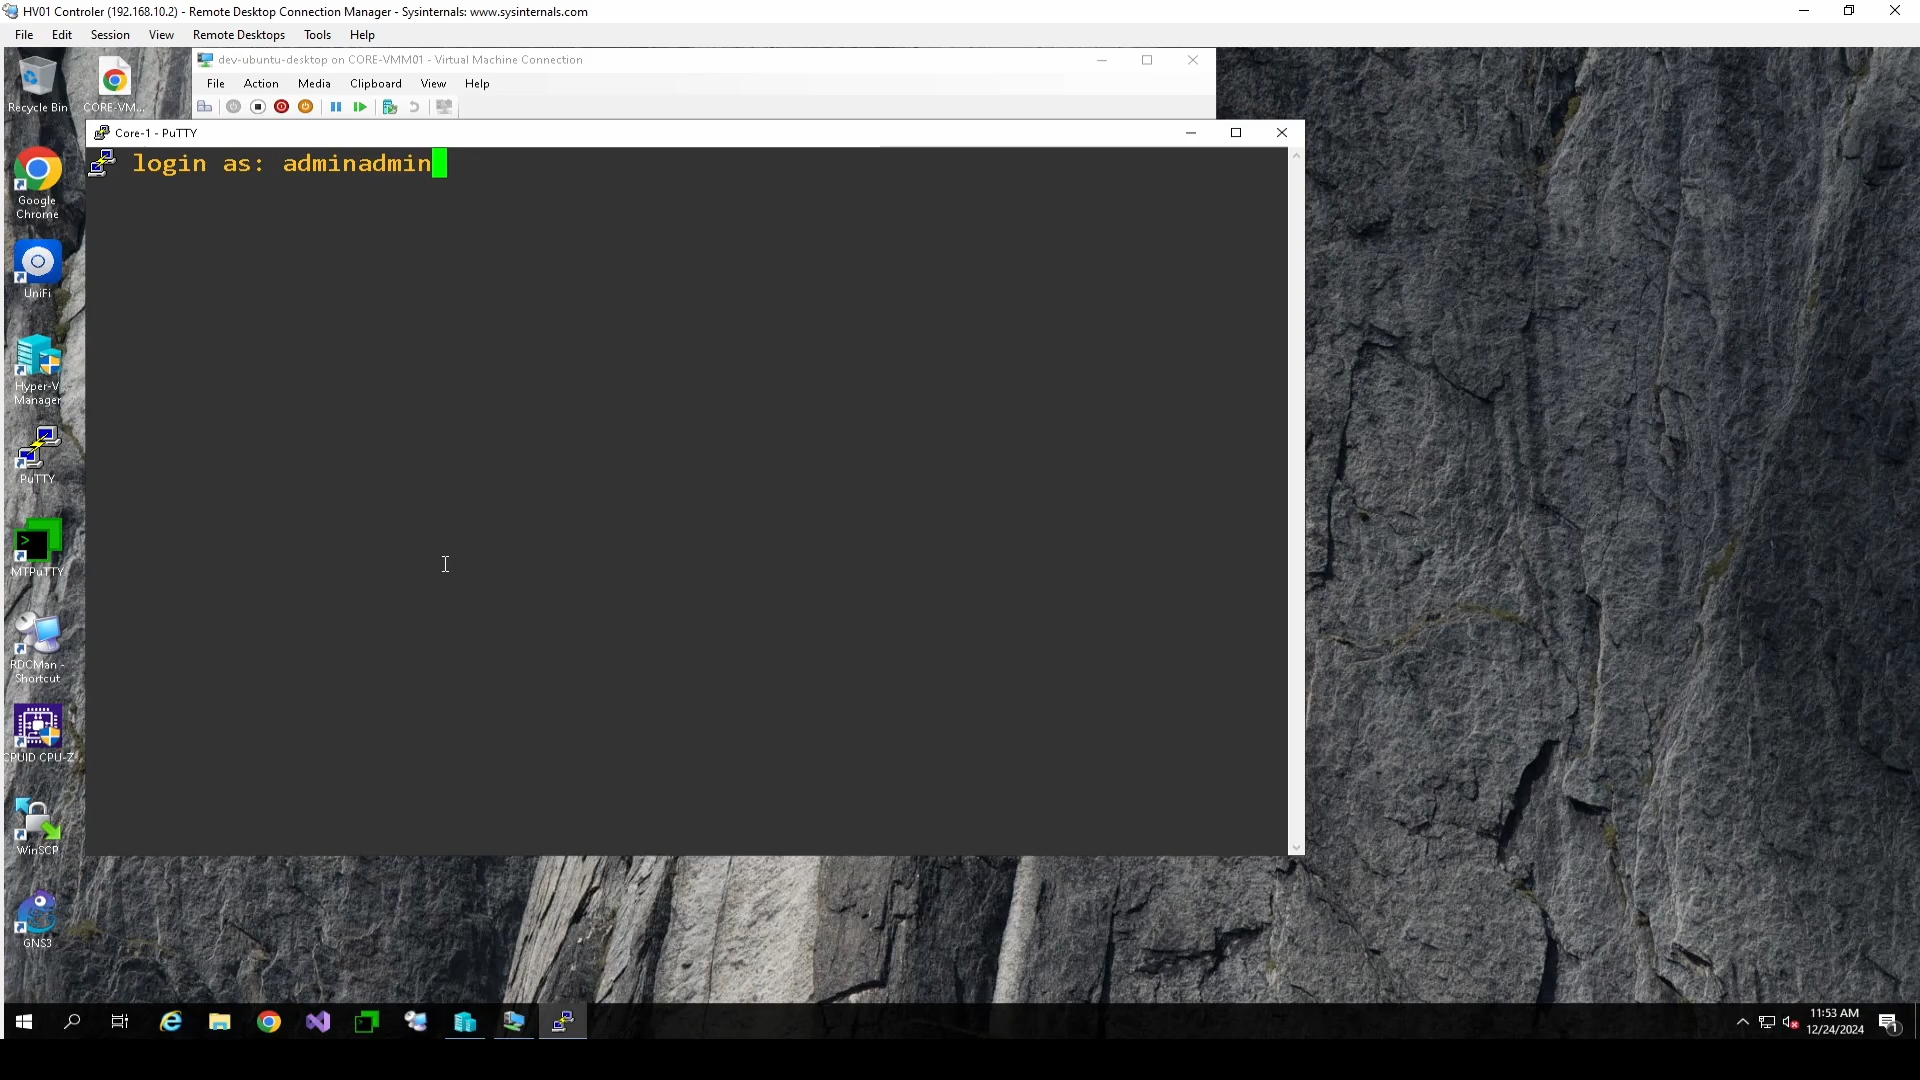 HV01 Controler (192.168.10.2) - Remote Desktop Connection Manager - Sysinternals: www.sysinternals.com
File Edit Session View Remote Desktops Tools Help
dev-ubuntu-desktop on CORE-VMM01 - Virtual Machine Connection
File Action Media Clipboard View Help
Core-1 - PuTTY
login as: adminadmin
Recycle Bin
CORE-VM...
Google
Chrome
UniFi
Hyper-V
Manager
PuTTY
MTPuTTY
RDCMan -
Shortcut
CPUID CPU-Z
WinSCP
GNS3
11:53 AM
12/24/2024
1